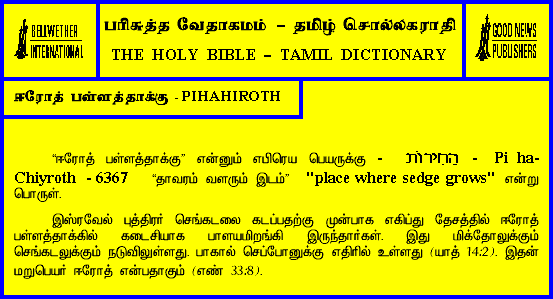 BELLWETHER
INTERNATIONAL
பரிசுத்த வேதாகமம் – தமிழ் சொல்லகராதி
THE HOLY BIBLE – TAMIL DICTIONARY
GOOD NEWS
PUBLISHERS
ஈரோத் பள்ளத்தாக்கு - PIHAHIROTH
“ஈரோத் பள்ளத்தாக்கு” என்னும் எபிரெய பெயருக்கு - החירות - Pi ha-
Chiyroth - 6367 “தாவரம் வளரும் இடம்” "place where sedge grows" என்று
பொருள்.
இஸ்ரவேல் புத்திரர் செங்கடலை கடப்பதற்கு முன்பாக எகிப்து தேசத்தில் ஈரோத்
பள்ளத்தாக்கில் கடைசியாக பாளயமிறங்கி இருந்தார்கள். இது மிக்தோலுக்கும்
செங்கடலுக்கும் நடுவிலுள்ளது. பாகால் செப்போனுக்கு எதிரில் உள்ளது (யாத் 14:2). இதன்
மறுபெயர் ஈரோத் என்பதாகும் (எண் 33:8).